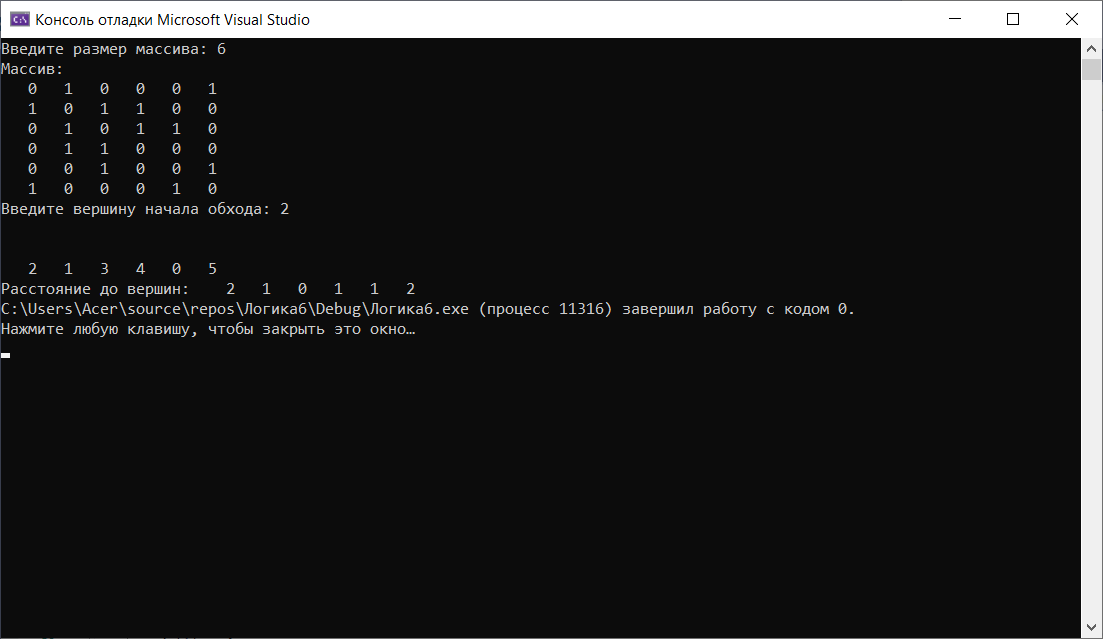 Консоль отладки Microsoft Visual Studio
Введите размер массива: 6
Массив:
0 1 0 0 0 1
1 0 1 1 0 0
0 1 0 1 1 0
0 1 1 0 0 0
0 0 1 0 0 1
1 0 0 0 1 0
Введите вершину начала обхода: 2
2 1 3 4 0 5
Расстояние до вершин: 2 1 0 1 1 2
C:\Users\Acer\source\repos\Логика6\Debug\Логика6.exe (процесс 11316) завершил работу с кодом 0.
Нажмите любую клавишу, чтобы закрыть это окно…